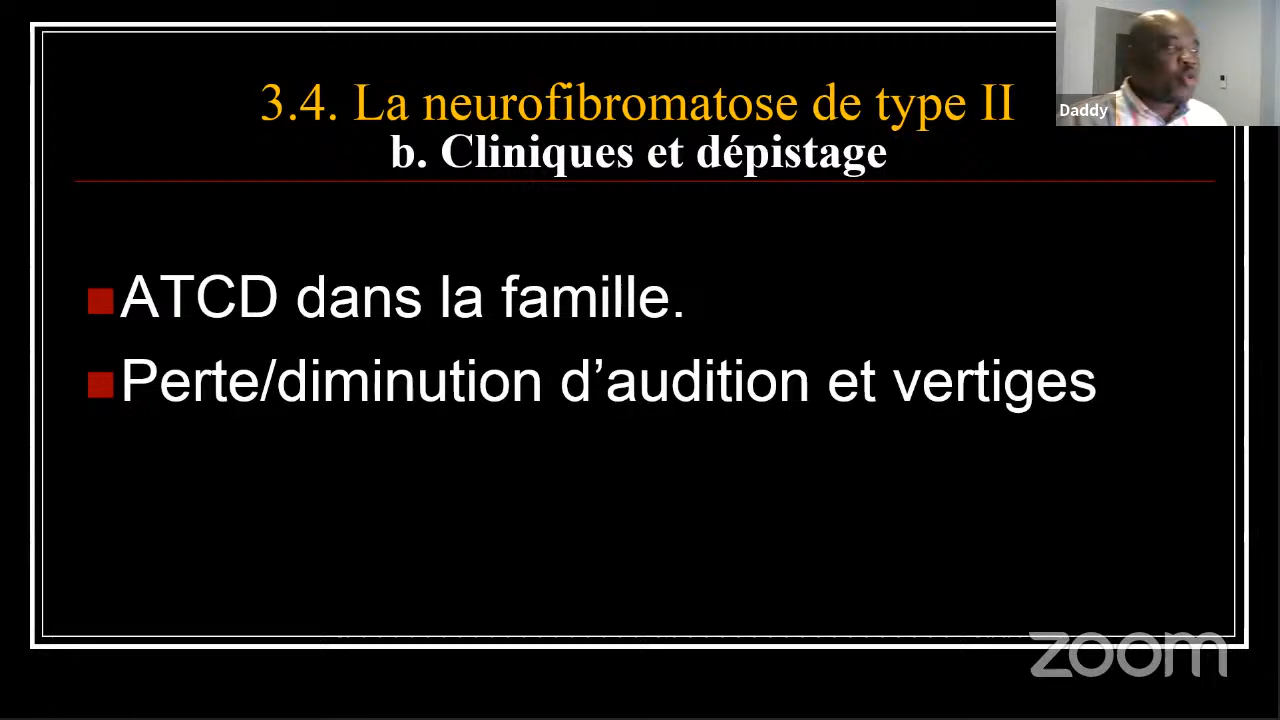 3.4. La neurofibromatose de type II
b. Cliniques et dépistage
Daddy
ATCD dans la famille.
Perte/diminution d’audition et vertiges
zoom